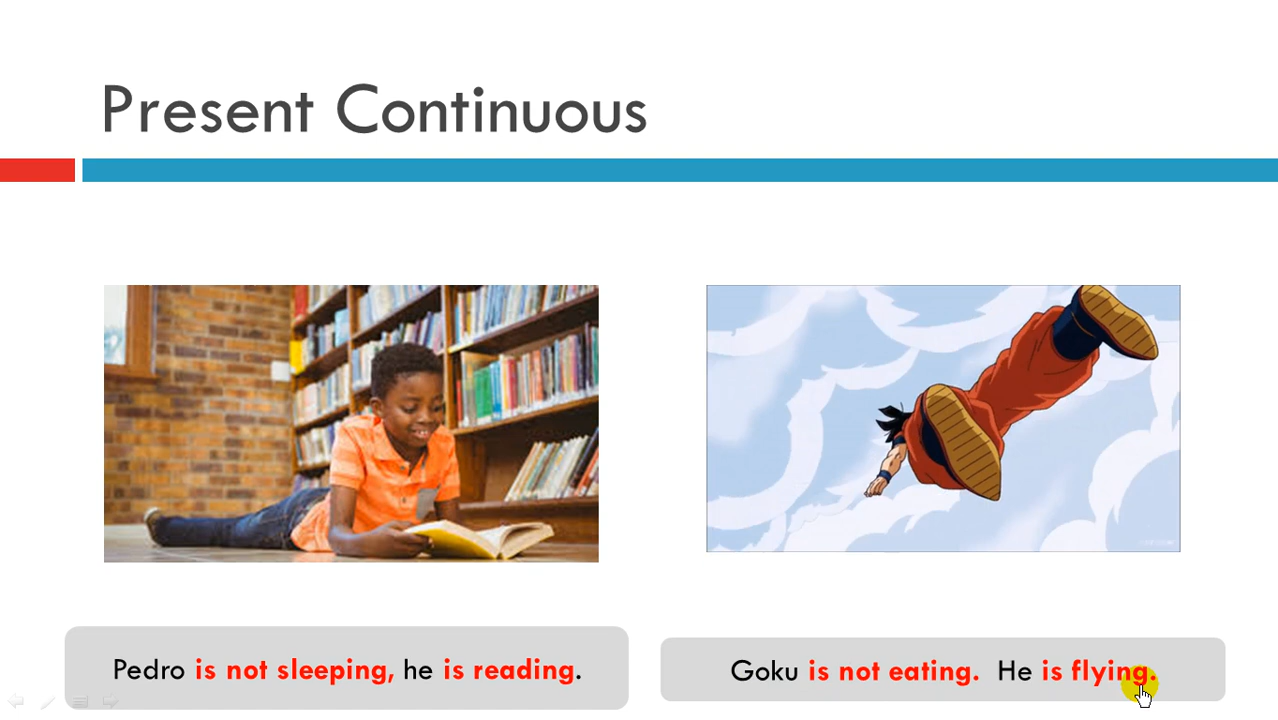 Present Continuous
Pedro is not sleeping, he is reading.
Goku is not eating.  He is flying.